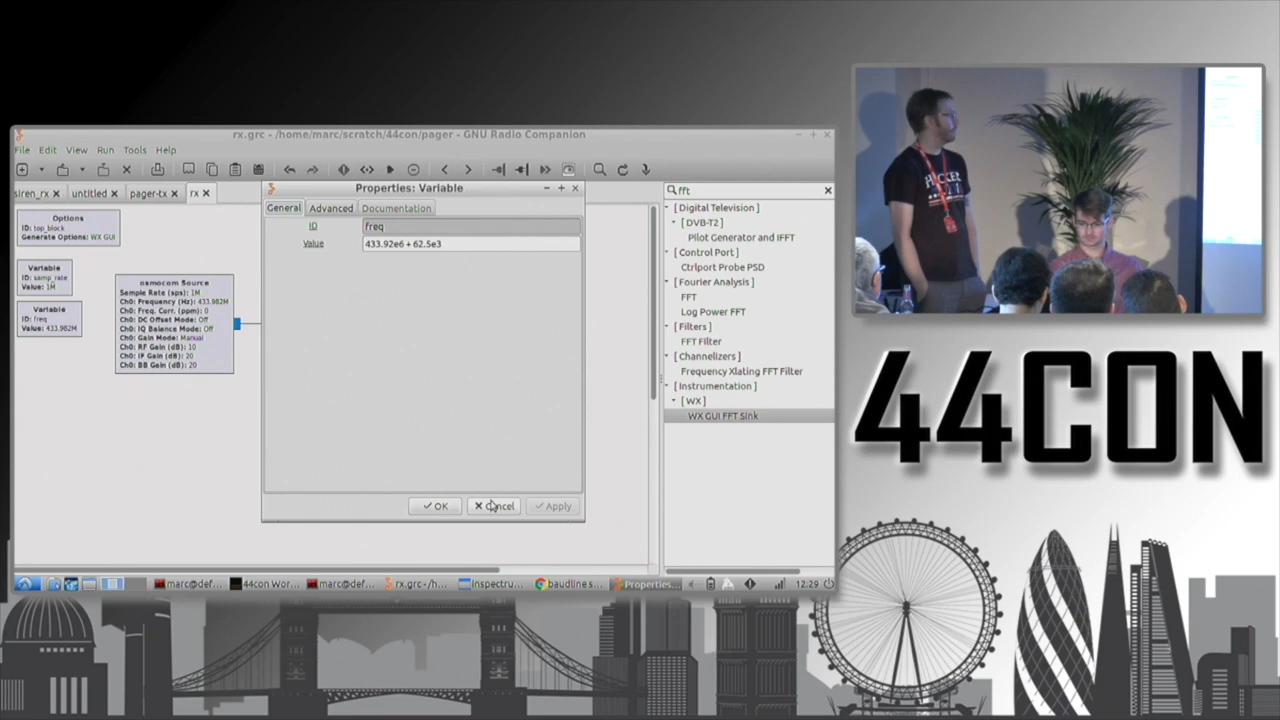 rx.grc - /home/marc/scratch/44con/pager - GNU Radio Companion
File Edit View Run Tools Help
siren_rx untitled pager-tx rx
Options
ID: top_block
Generate Options: WX GUI
Variable
ID: samp_rate
Value: 1M
Variable
ID: freq
Value: 433.982M
osmocom Source
Sample Rate (sps): 1M
Ch0: Frequency (Hz): 433.982M
Ch0: Freq. Corr. (ppm): 0
Ch0: DC Offset Mode: Off
Ch0: IQ Balance Mode: Off
Ch0: Gain Mode: Manual
Ch0: RF Gain (dB): 10
Ch0: IF Gain (dB): 20
Ch0: BB Gain (dB): 20
Properties: Variable
General Advanced Documentation
ID freq
Value 433.92e6 + 62.5e3
OK Cancel Apply
fft
[ Digital Television ]
[ DVB-T2 ]
Pilot Generator and IFFT
[ Control Port ]
Ctrlport Probe PSD
[ Fourier Analysis ]
FFT
Log Power FFT
[ Filters ]
FFT Filter
[ Channelizers ]
Frequency Xlating FFT Filter
[ Instrumentation ]
[ WX ]
WX GUI FFT Sink
marc@def... 44con Wor... marc@def... rx.grc - /h... inspectru... baudline s... Properties... 12:29
HACKER
44CON